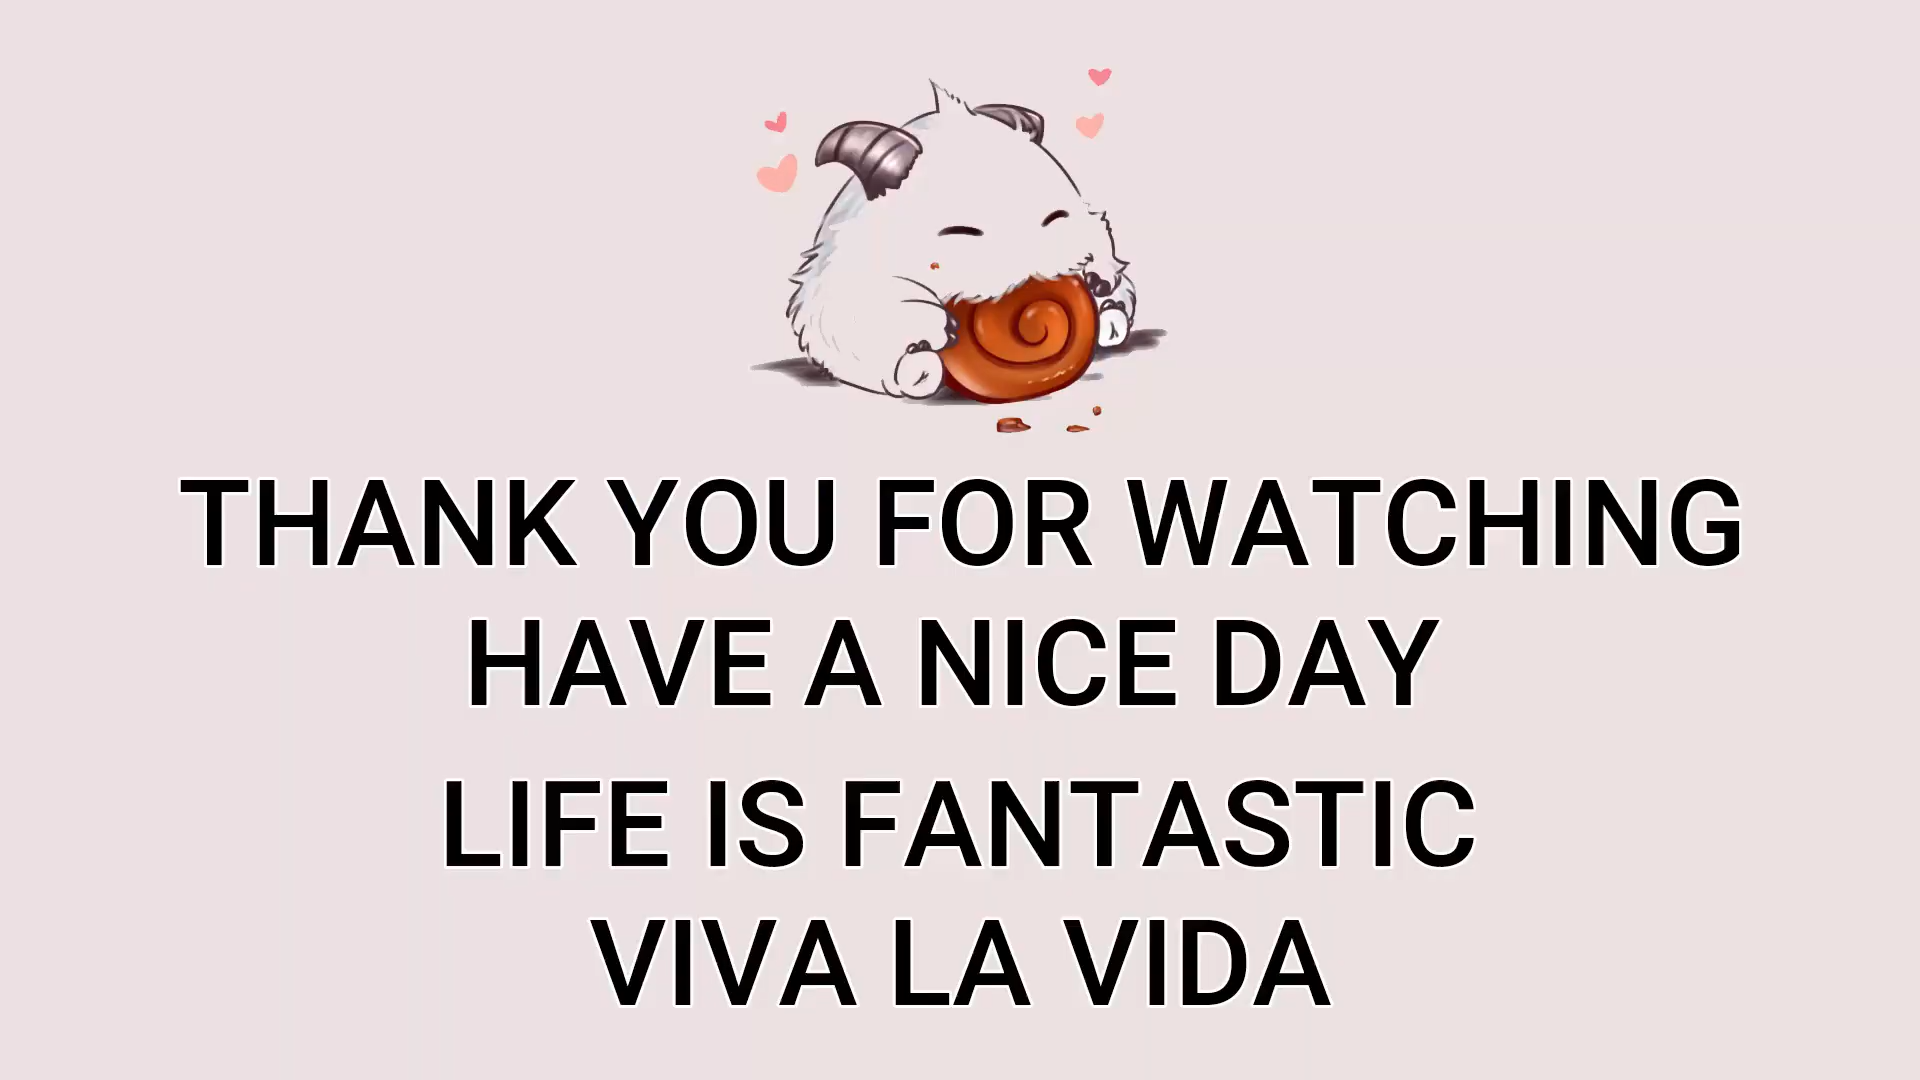 THANK YOU FOR WATCHING
HAVE A NICE DAY
LIFE IS FANTASTIC
VIVA LA VIDA